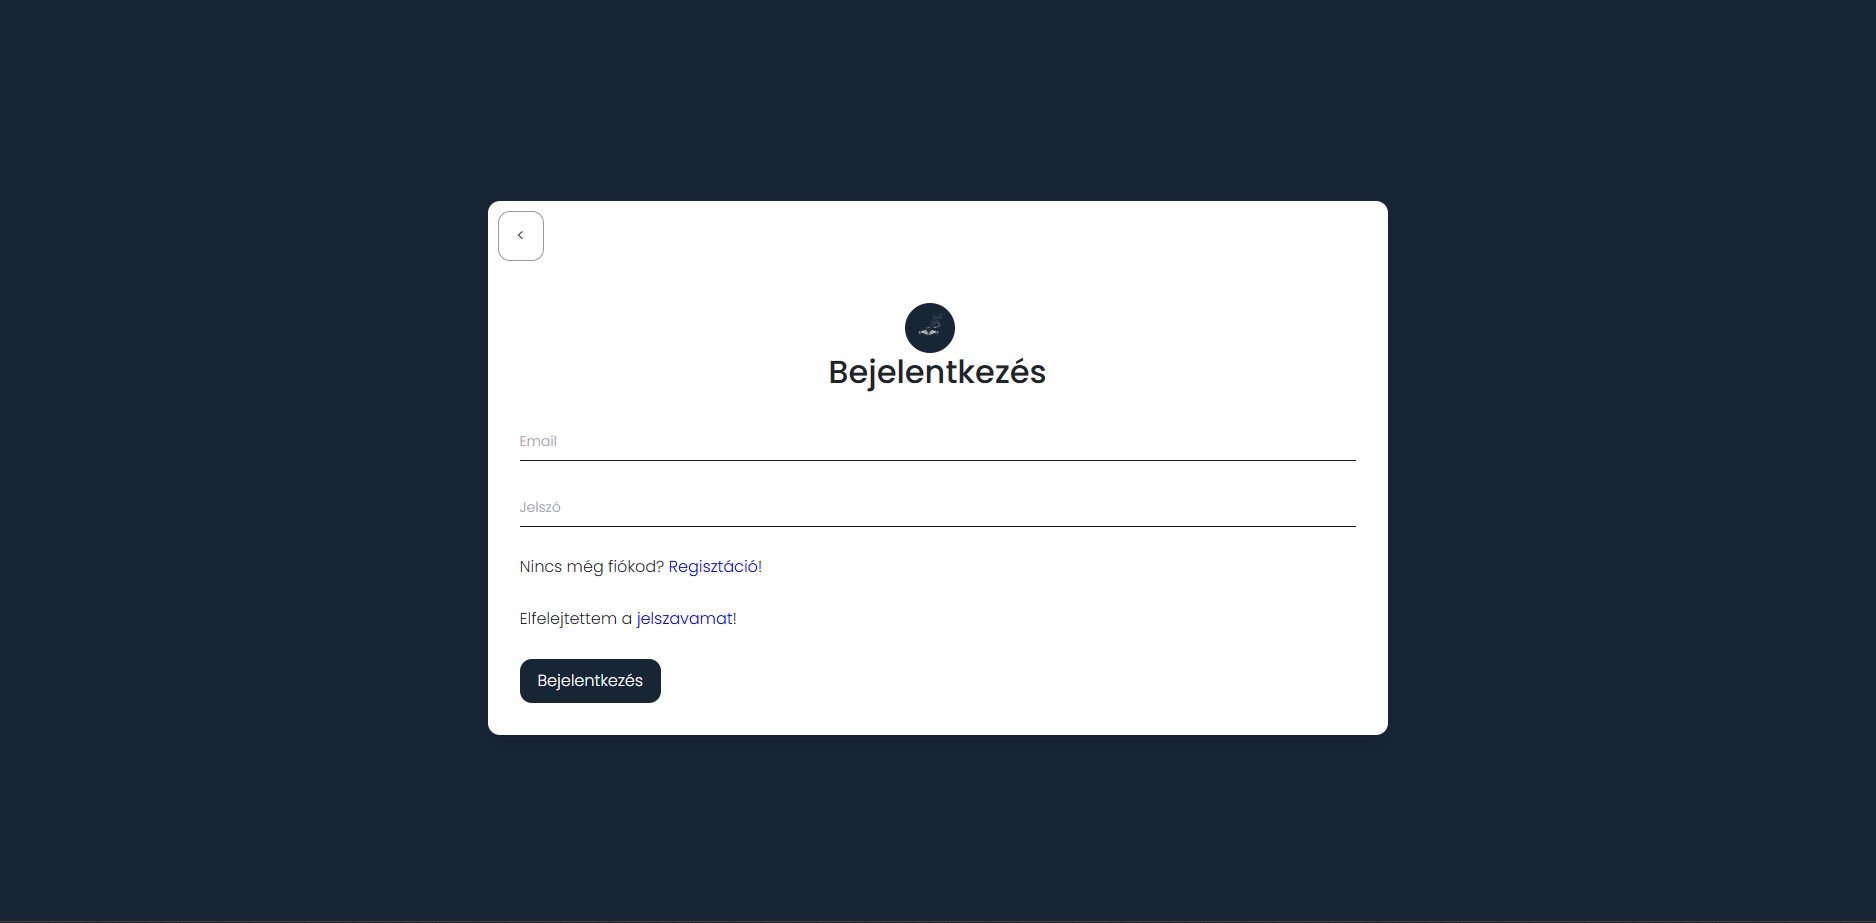 <
Bejelentkezés
Email
Jelszó
Nincs még fiókod? Regisztáció!
Elfelejtettem a jelszavamat!
Bejelentkezés